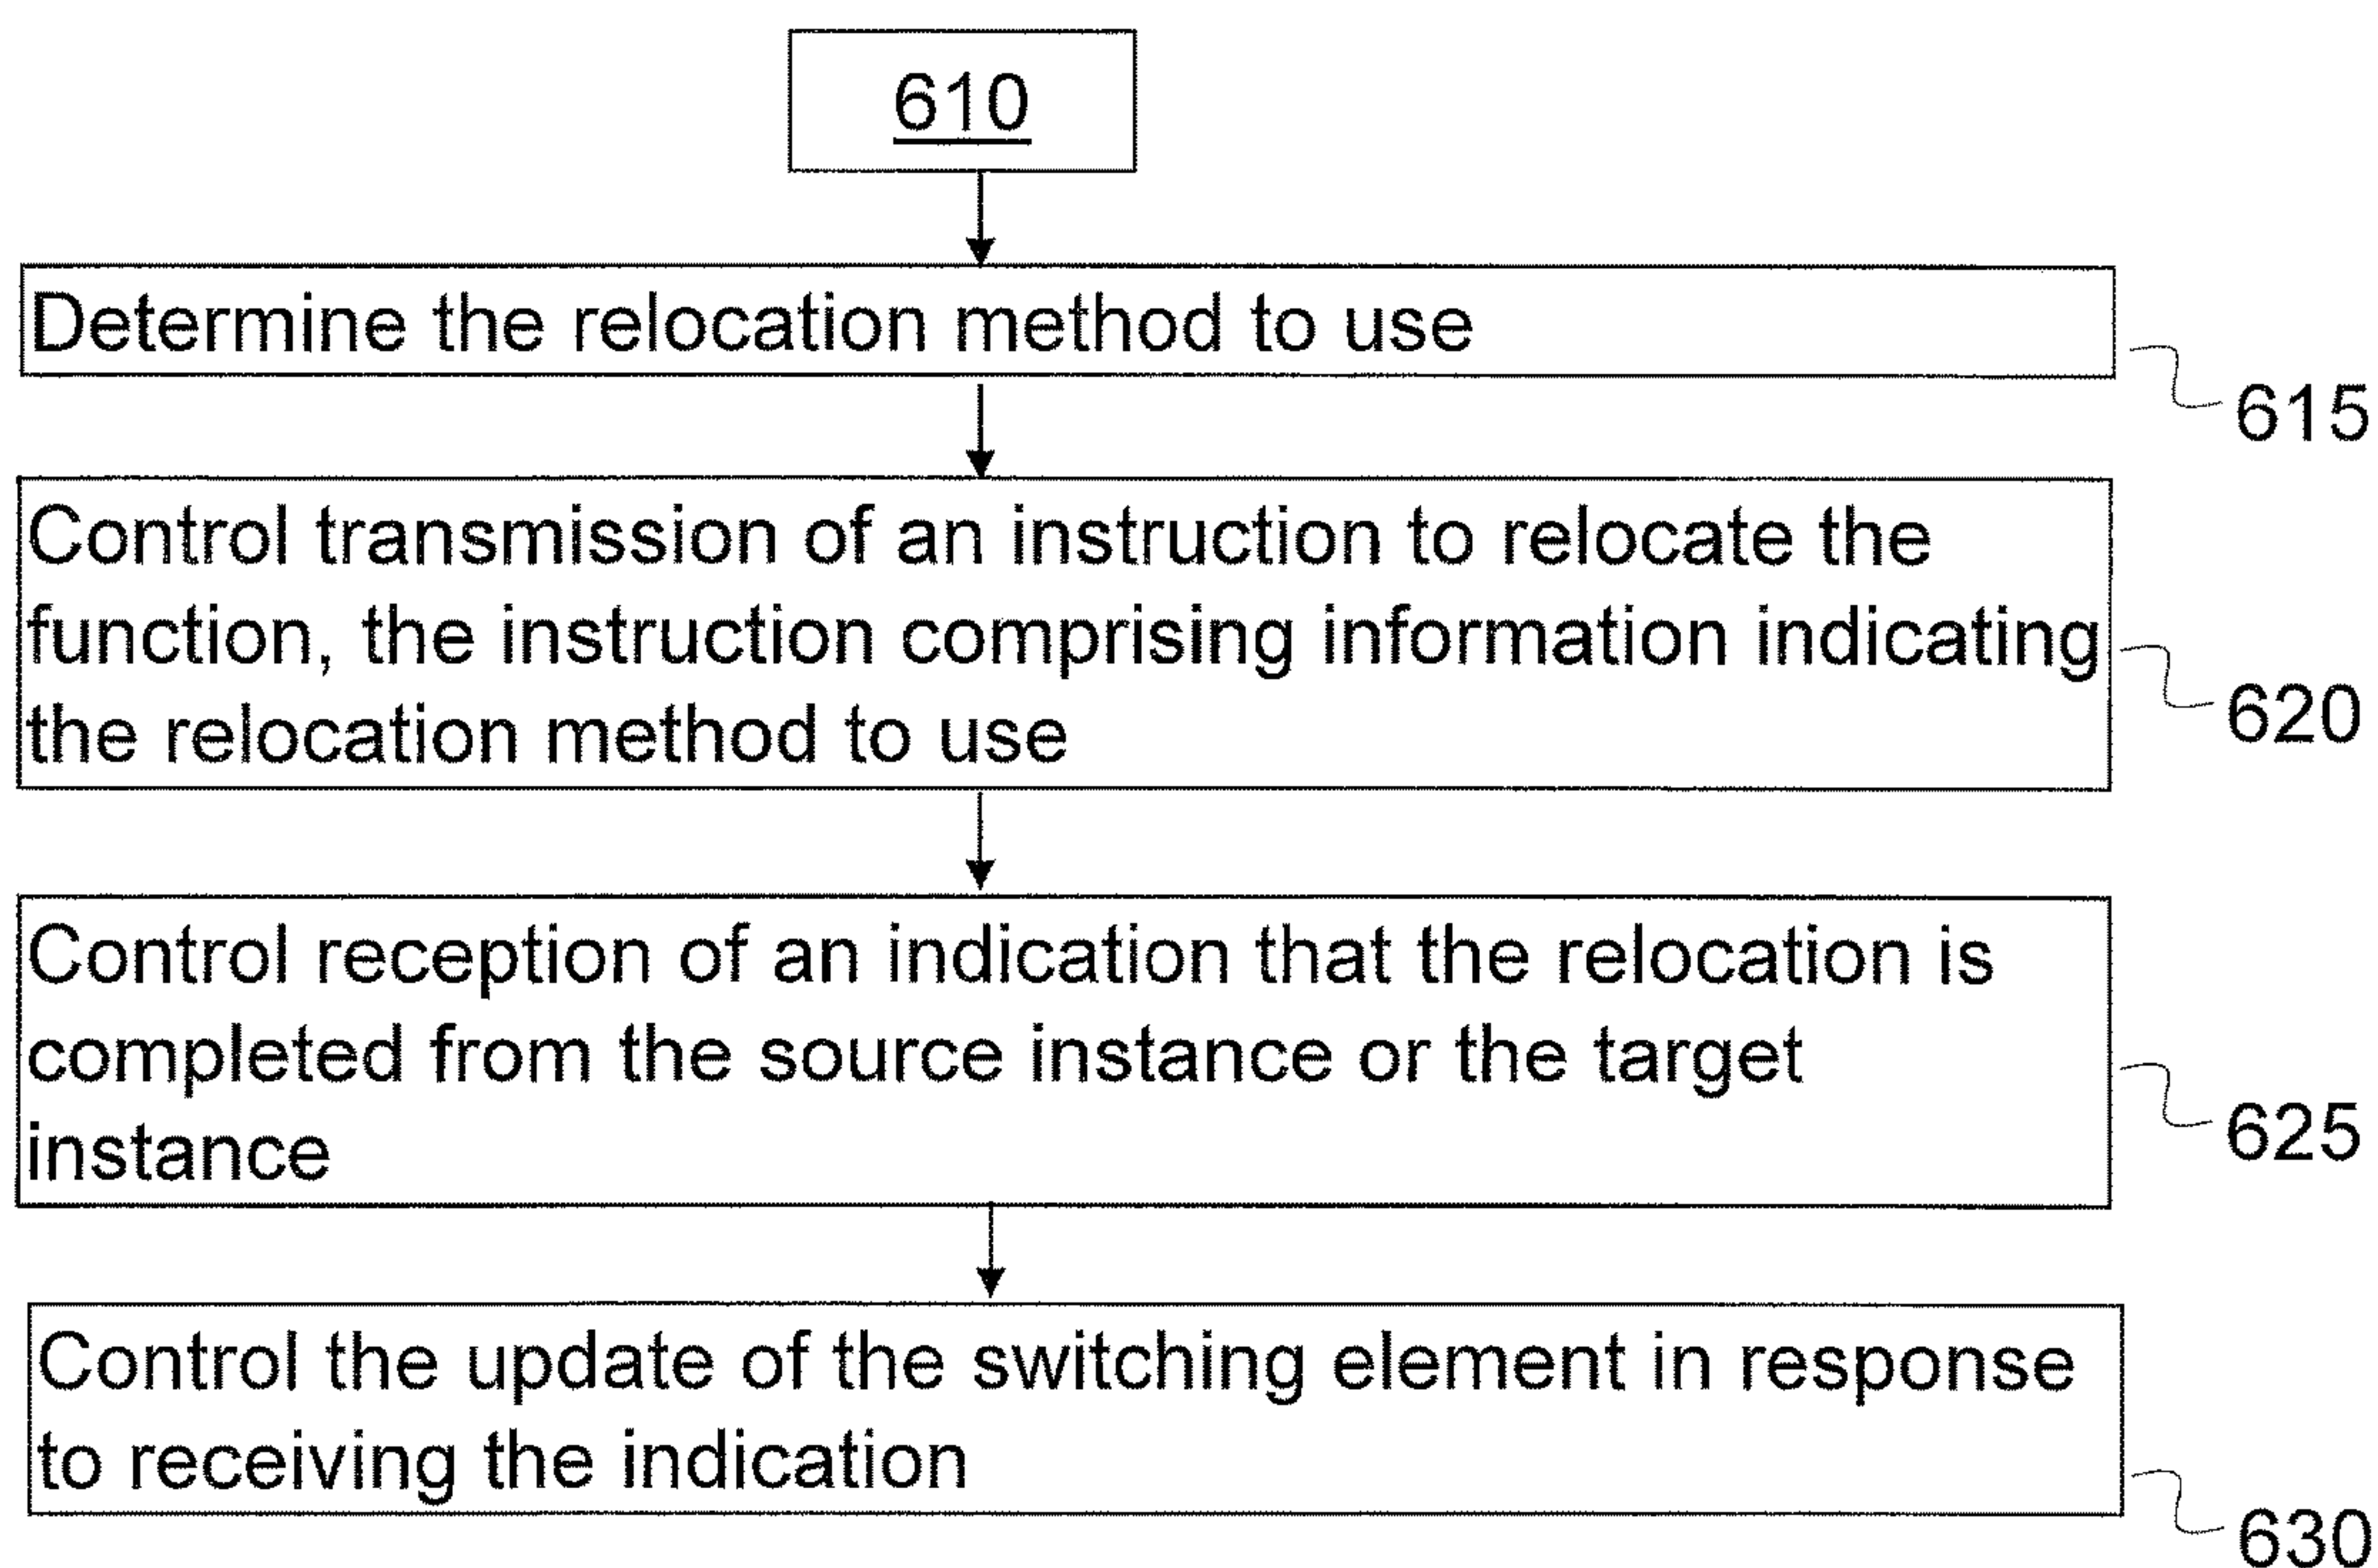 610
Determine the relocation method to use
615
Control transmission of an instruction to relocate the
function, the instruction comprising information indicating
the relocation method to use
620
Control reception of an indication that the relocation is
completed from the source instance or the target
instance
625
Control the update of the switching element in response
to receiving the indication
630